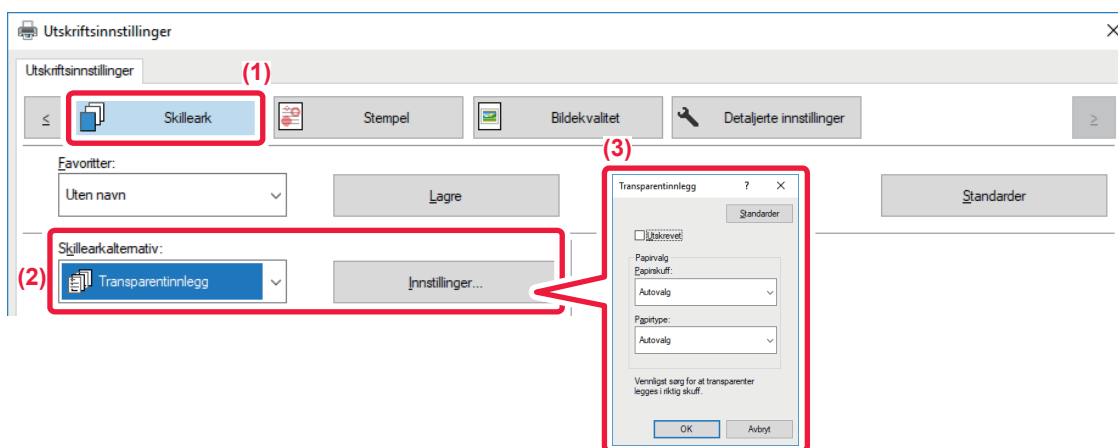 Utskriftsinnstillinger
Utskriftsinnstillinger
(1)
< Skilleark Stempel Bildekvalitet Detaljerte innstillinger >
Favoritter:
Uten navn Lagre Standarder
Skillearkalternativ:
(2) Transparentinnlegg Innstillinger...
(3)
Transparentinnlegg ? ×
Standarder
Utskrevet
Papirvalg
Papirskuff:
Autovalg
Papirtype:
Autovalg
Vennligst sørg for at transparenter
legges i riktig skuff.
OK Avbryt